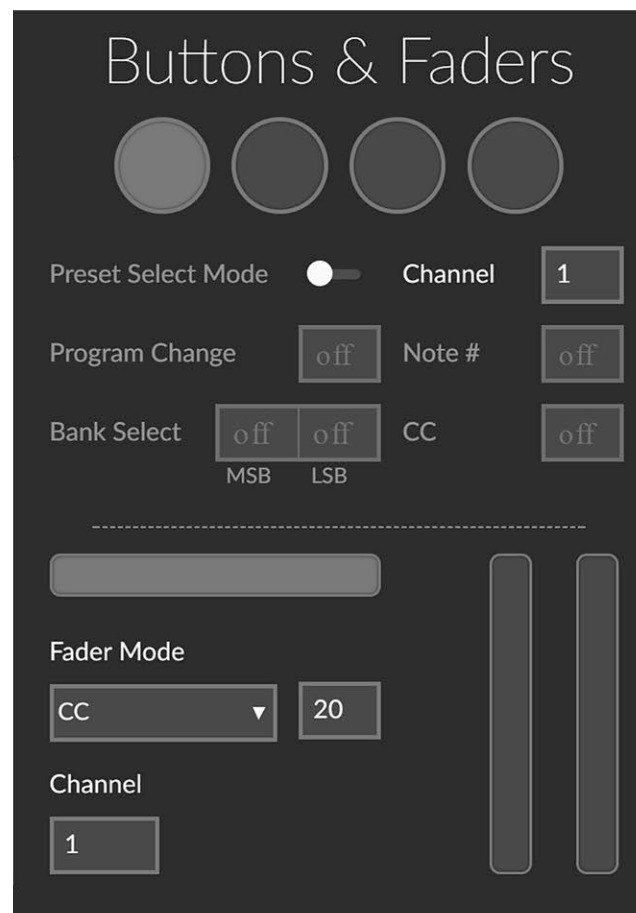 Buttons & Faders
Preset Select Mode Channel 1
Program Change off Note # off
Bank Select off off CC off
MSB LSB
Fader Mode
CC ▼ 20
Channel
1